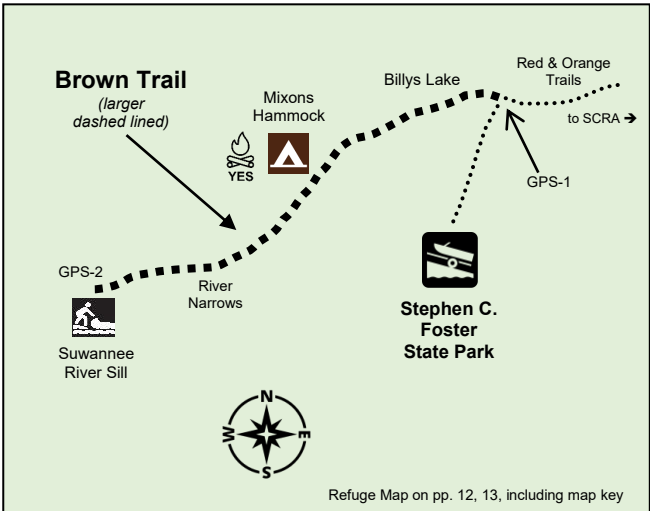 Brown Trail
(larger
dashed lined)
Mixons
Hammock
YES
Billys Lake
Red & Orange
Trails
to SCRA →
GPS-1
GPS-2
River
Narrows
Suwannee
River Sill
Stephen C.
Foster
State Park
N
W
E
S
Refuge Map on pp. 12, 13, including map key